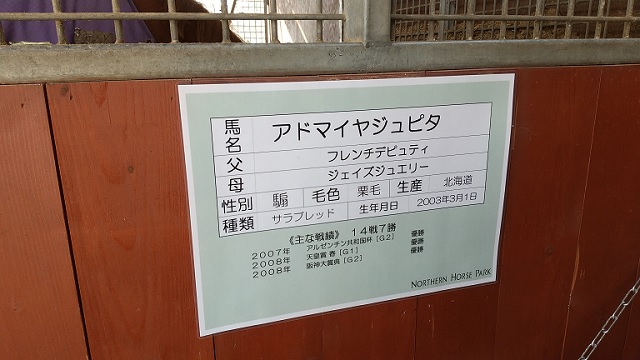 馬名 アドマイヤジュピタ
父 フレンチデピュティ
母 ジェイズジュエリー
性別 騸 毛色 栗毛 生産 北海道
種類 サラブレッド 生年月日 2003年3月1日
《主な戦績》 14戦7勝
2007年 アルゼンチン共和国杯[G2] 優勝
2008年 天皇賞 春[G1] 優勝
2008年 阪神大賞典[G2] 優勝
NORTHERN HORSE PARK